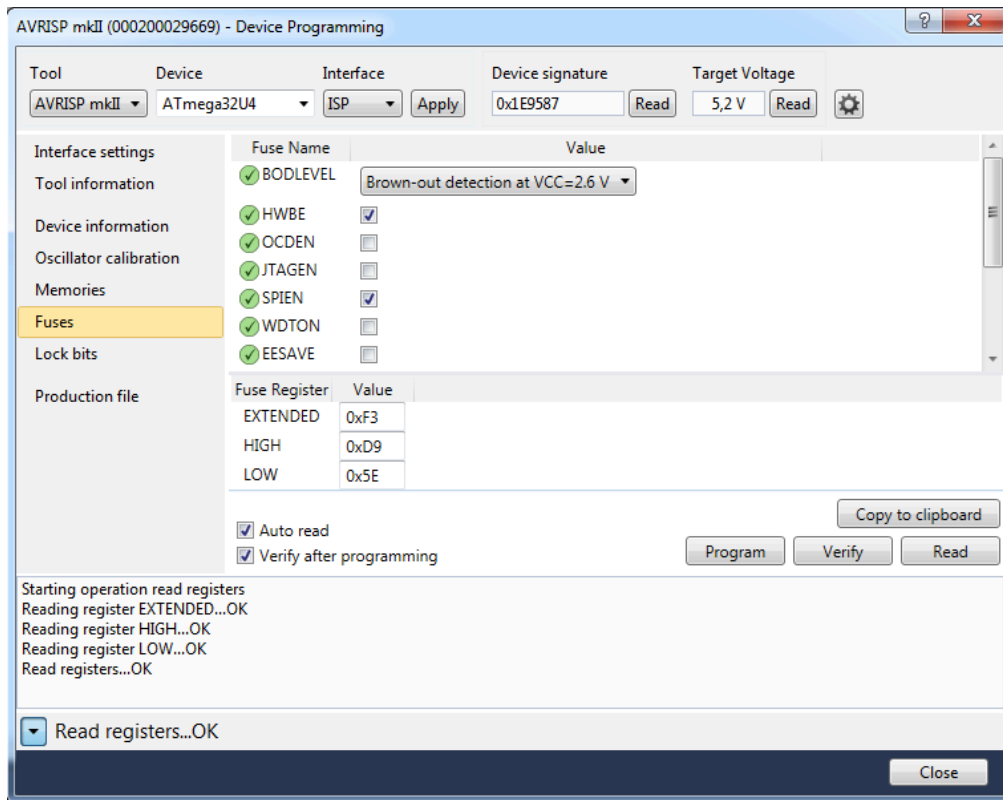 AVRISP mkII (000200029669) - Device Programming
Tool Device Interface Device signature Target Voltage
AVRISP mkII ATmega32U4 ISP Apply 0x1E9587 Read 5,2 V Read
Interface settings
Tool information
Device information
Oscillator calibration
Memories
Fuses
Lock bits
Production file
Fuse Name Value
BODLEVEL Brown-out detection at VCC=2.6 V
HWBE
OCDEN
JTAGEN
SPIEN
WDTON
EESAVE
Fuse Register Value
EXTENDED 0xF3
HIGH 0xD9
LOW 0x5E
Copy to clipboard
Auto read
Verify after programming
Program Verify Read
Starting operation read registers
Reading register EXTENDED...OK
Reading register HIGH...OK
Reading register LOW...OK
Read registers...OK
Read registers...OK
Close